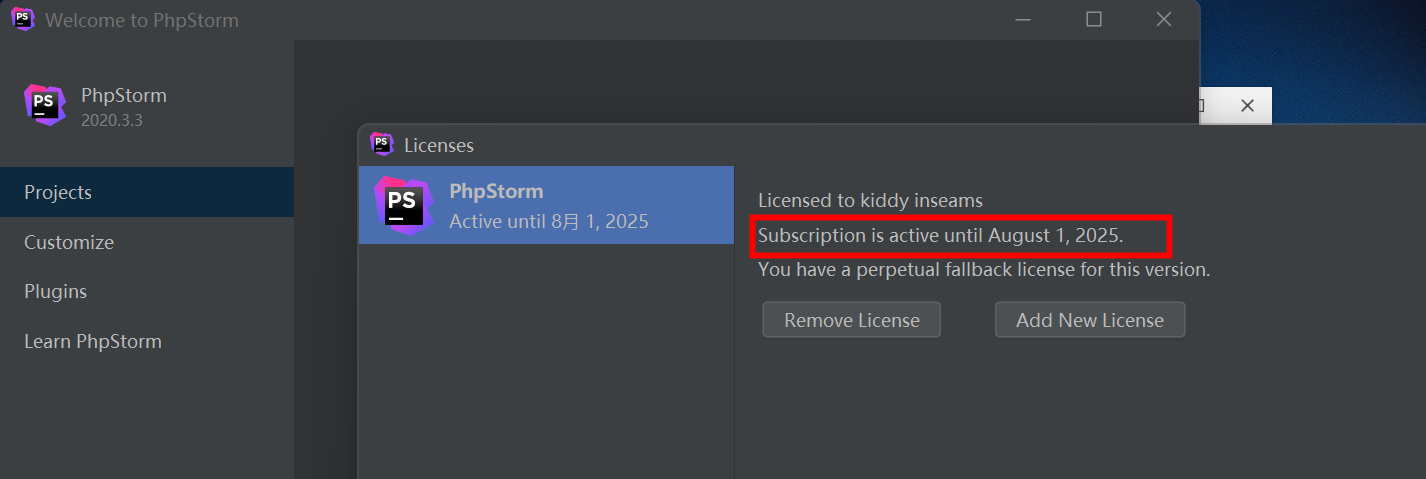 PS Welcome to PhpStorm
PS PhpStorm
2020.3.3
Projects
Customize
Plugins
Learn PhpStorm
PS Licenses
PS PhpStorm
Active until 8月 1, 2025
Licensed to kiddy inseams
Subscription is active until August 1, 2025.
You have a perpetual fallback license for this version.
Remove License
Add New License